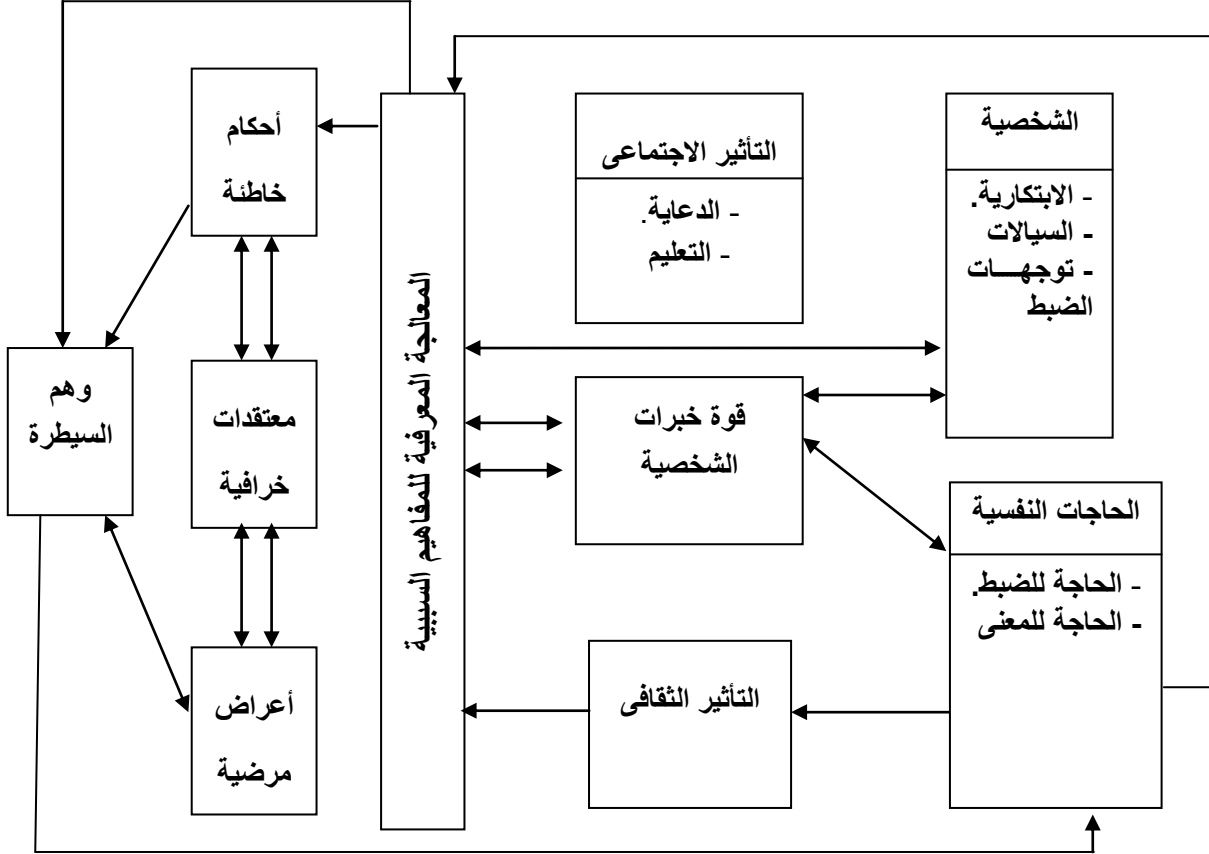 الشخصية
- الابتكارية.
- السيالات
- توجهـــات
الضبط
التأثير الاجتماعى
- الدعاية.
- التعليم
المعالجة المعرفية للمفاهيم السببية
أحكام
خاطئة
وهم
السيطرة
معتقدات
خرافية
قوة خبرات
الشخصية
الحاجات النفسية
- الحاجة للضبط.
- الحاجة للمعنى
التأثير الثقافى
أعراض
مرضية